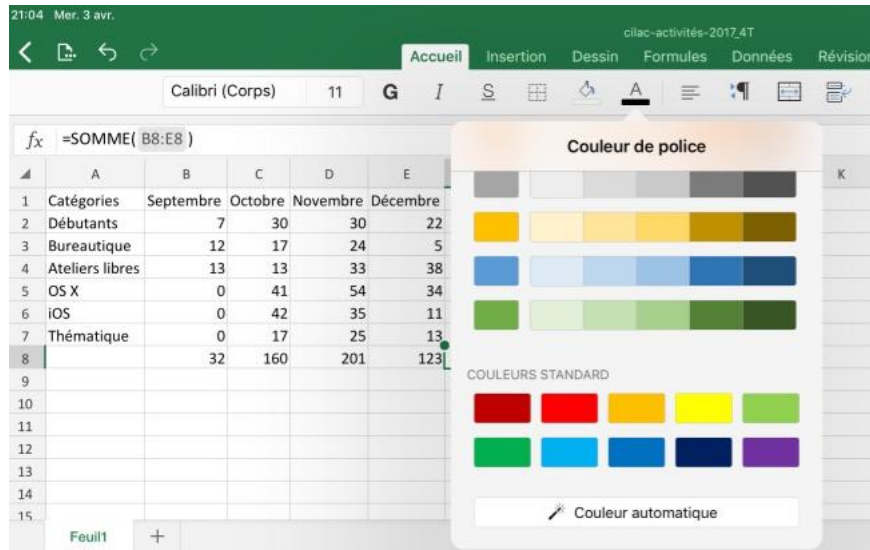 21:04 Mer. 3 avr.
cilac-activités-2017_4T
Accueil Insertion Dessin Formules Données Révision
Calibri (Corps) 11 G I S A
fx =SOMME( B8:E8 )
Couleur de police
A B C D E K
1 Catégories Septembre Octobre Novembre Décembre
2 Débutants 7 30 30 22
3 Bureautique 12 17 24 5
4 Ateliers libres 13 13 33 38
5 OS X 0 41 54 34
6 iOS 0 42 35 11
7 Thématique 0 17 25 13
8 32 160 201 123
COULEURS STANDARD
9
10
11
12
13
14
Couleur automatique
15
Feuil1 +